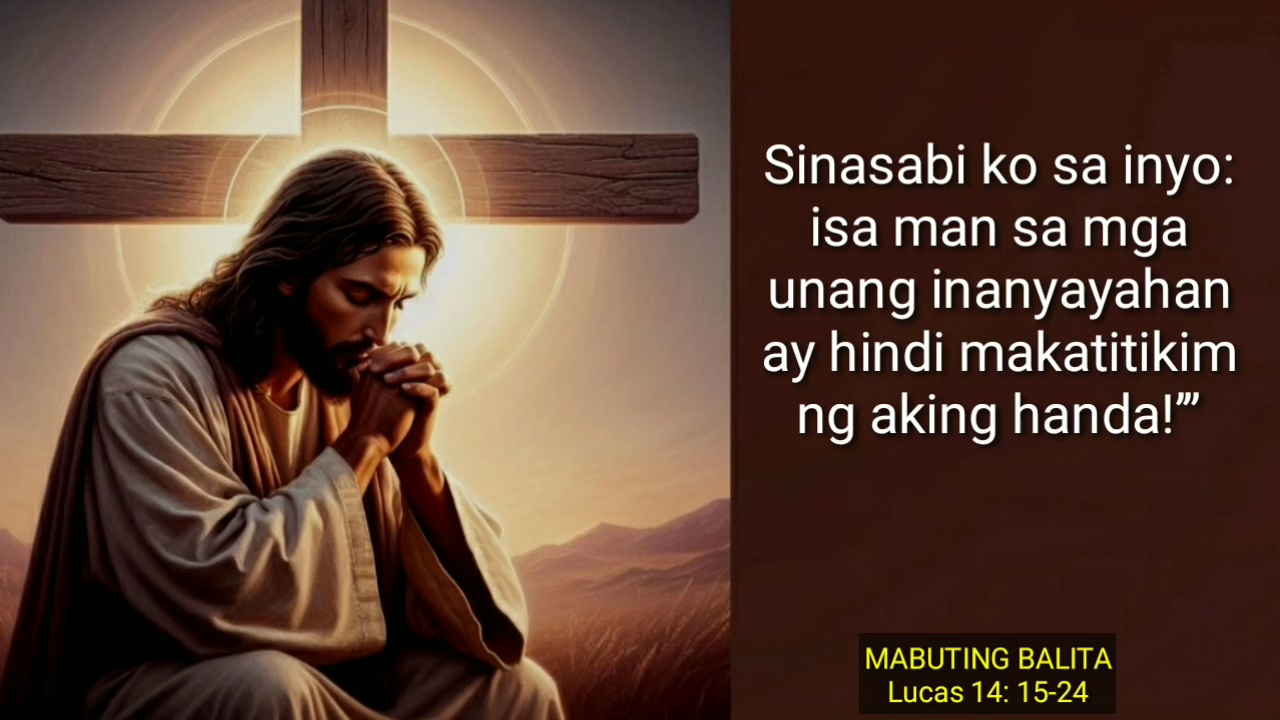 Sinasabi ko sa inyo:
isa man sa mga
unang inanyayahan
ay hindi makatitikim
ng aking handa!’”
MABUTING BALITA
Lucas 14: 15-24